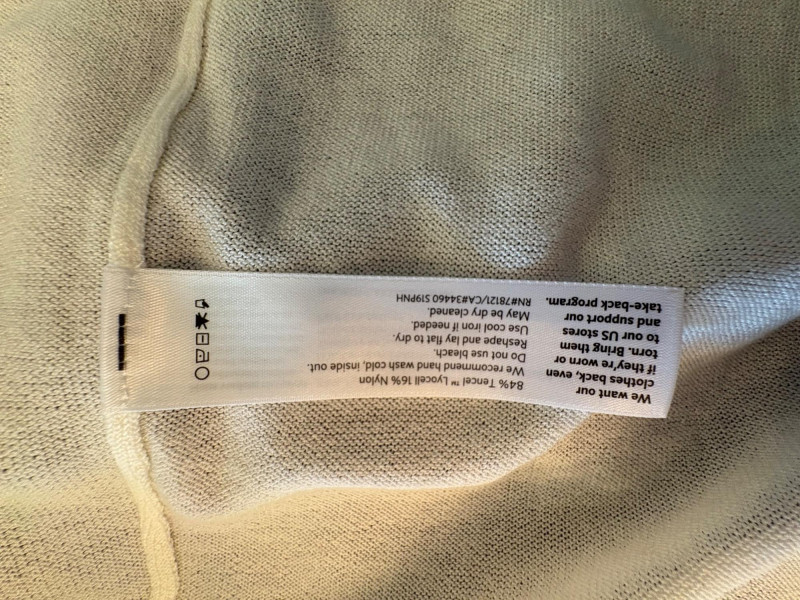 We want our
clothes back, even
if they're worn or
torn. Bring them
to our US stores
and support our
take-back program.
84% Tencel™ Lyocell 16% Nylon
We recommend hand wash cold, inside out.
Do not use bleach.
Reshape and lay flat to dry.
Use cool iron if needed.
May be dry cleaned.
RN#78121/CA#34460 S19PNH